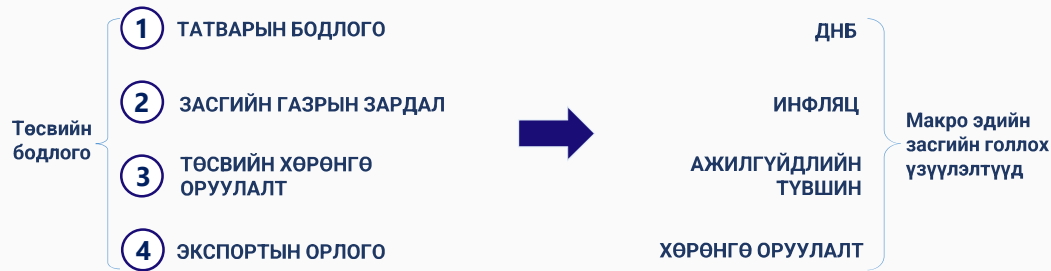 Төсвийн
бодлого
1 ТАТВАРЫН БОДЛОГО
2 ЗАСГИЙН ГАЗРЫН ЗАРДАЛ
3 ТӨСВИЙН ХӨРӨНГӨ
ОРУУЛАЛТ
4 ЭКСПОРТЫН ОРЛОГО
ДНБ
ИНФЛЯЦ
АЖИЛГҮЙДЛИЙН
ТҮВШИН
ХӨРӨНГӨ ОРУУЛАЛТ
Макро эдийн
засгийн голлох
үзүүлэлтүүд